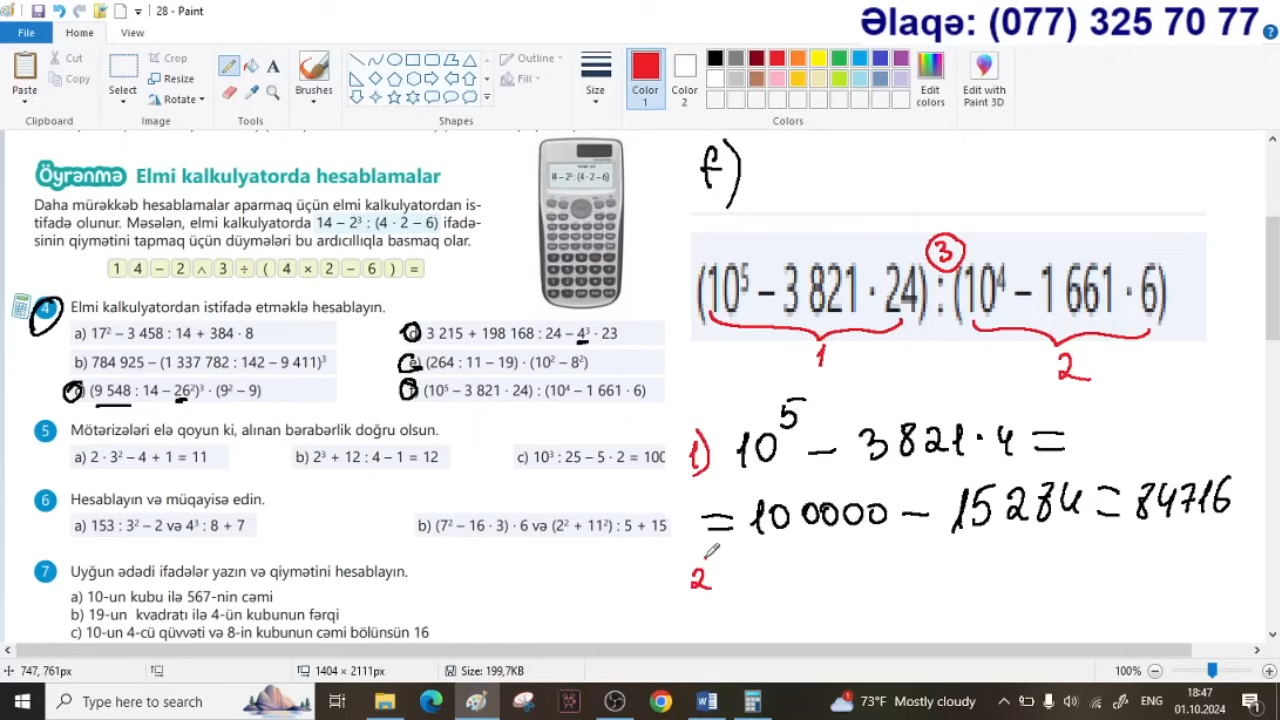 28 - Paint
Əlaqə: (077) 325 70 77
File
Home
View
Paste
Cut
Copy
Clipboard
Select
Crop
Resize
Rotate
Image
Tools
Brushes
Shapes
Outline
Fill
Size
Color 1
Color 2
Colors
Edit colors
Edit with Paint 3D
Öyrənmə Elmi kalkulyatorda hesablamalar
Daha mürəkkəb hesablamalar aparmaq üçün elmi kalkulyatordan is-
tifadə olunur. Məsələn, elmi kalkulyatorda 14 – 2³ : (4 · 2 – 6) ifadə-
sinin qiymətini tapmaq üçün düymələri bu ardıcıllıqla basmaq olar.
1 4 – 2 ^ 3 ÷ ( 4 × 2 – 6 ) =
14 – 2³ : (4 · 2 – 6)
4 Elmi kalkulyatordan istifadə etməklə hesablayın.
a) 17² – 3 458 : 14 + 384 · 8
3 215 + 198 168 : 24 – 4³ · 23
b) 784 925 – (1 337 782 : 142 – 9 411)³
(264 : 11 – 19) · (10² – 8²)
(9 548 : 14 – 26²)³ · (9² – 9)
(10⁵ – 3 821 · 24) : (10⁴ – 1 661 · 6)
5 Mötərizələri elə qoyun ki, alınan bərabərlik doğru olsun.
a) 2 · 3² – 4 + 1 = 11
b) 2³ + 12 : 4 – 1 = 12
c) 10³ : 25 – 5 · 2 = 100
6 Hesablayın və müqayisə edin.
a) 153 : 3² – 2 və 4³ : 8 + 7
b) (7² – 16 · 3) · 6 və (2² + 11²) : 5 + 15
7 Uyğun ədədi ifadələr yazın və qiymətini hesablayın.
a) 10-un kubu ilə 567-nin cəmi
b) 19-un kvadratı ilə 4-ün kubunun fərqi
c) 10-un 4-cü qüvvəti və 8-in kubunun cəmi bölünsün 16
f)
3
(10⁵ – 3 821 · 24) : (10⁴ – 1 661 · 6)
1
2
1) 10⁵ – 3821 · 4 =
= 100000 – 15284 = 84716
2
747, 761px
1404 × 2111px
Size: 199,7KB
100%
Type here to search
73°F Mostly cloudy
ENG
18:47
01.10.2024